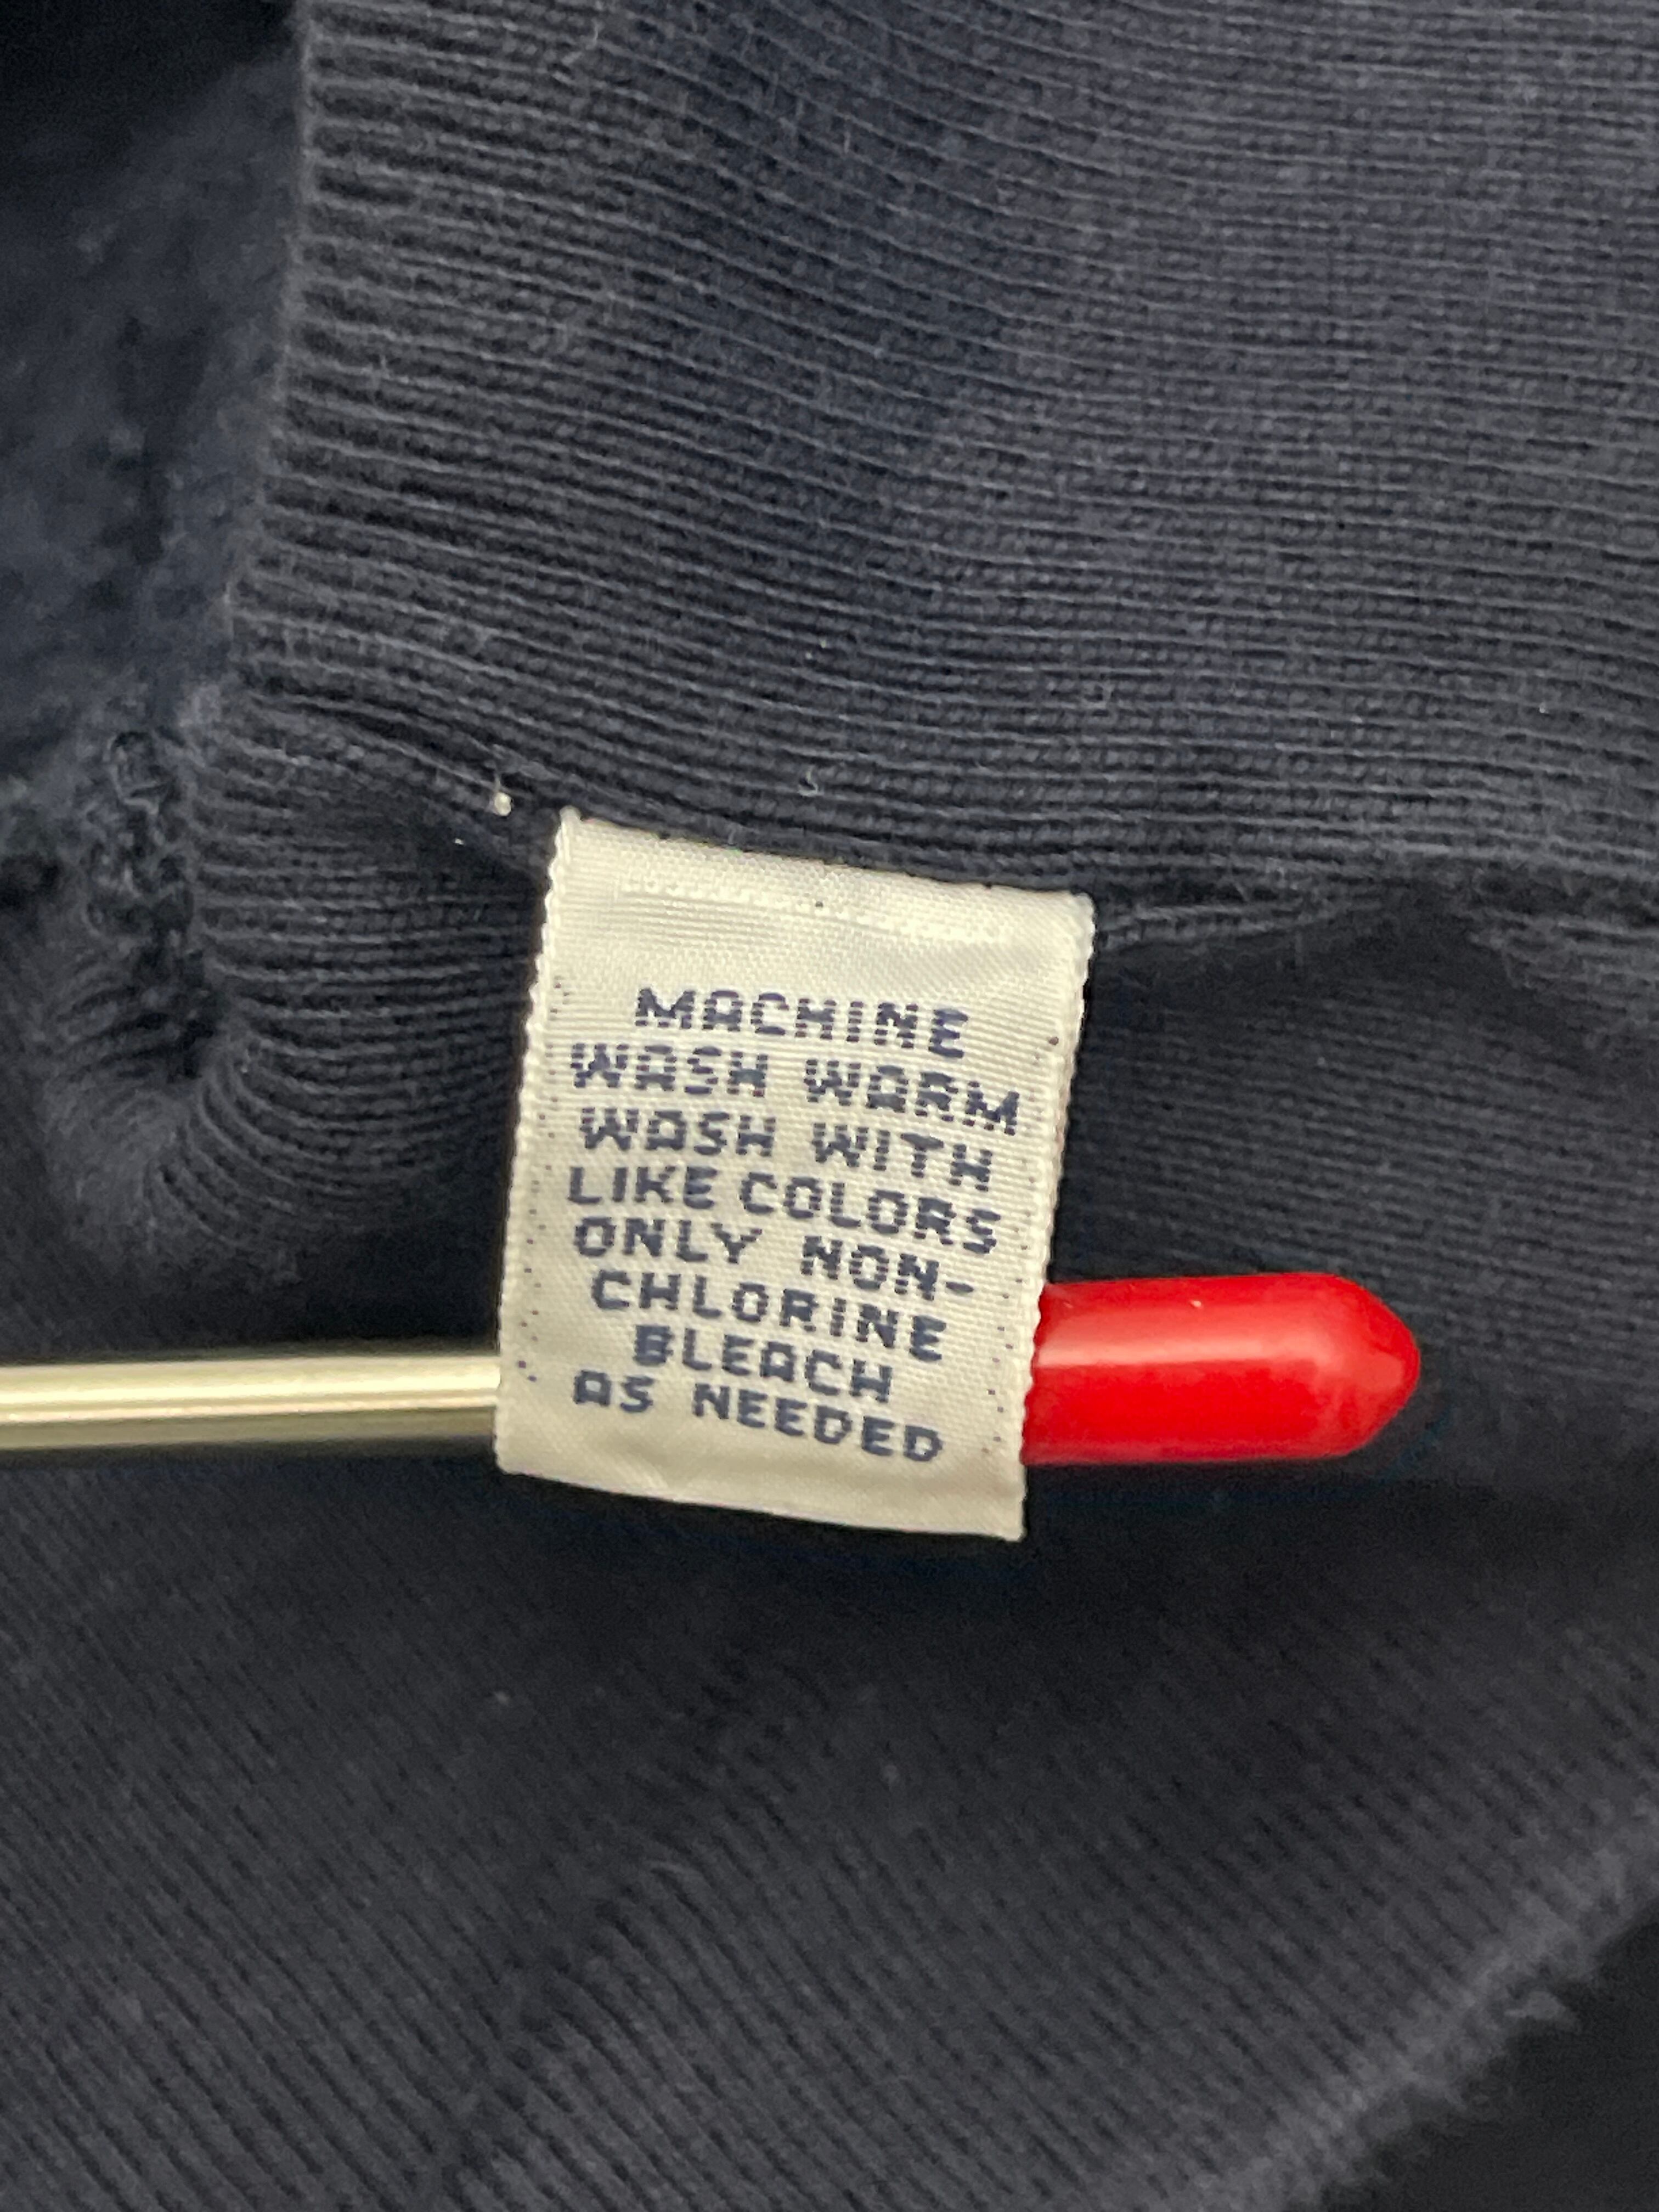 MACHINE
WASH WARM
WASH WITH
LIKE COLORS
ONLY NON-
CHLORINE
BLEACH
AS NEEDED